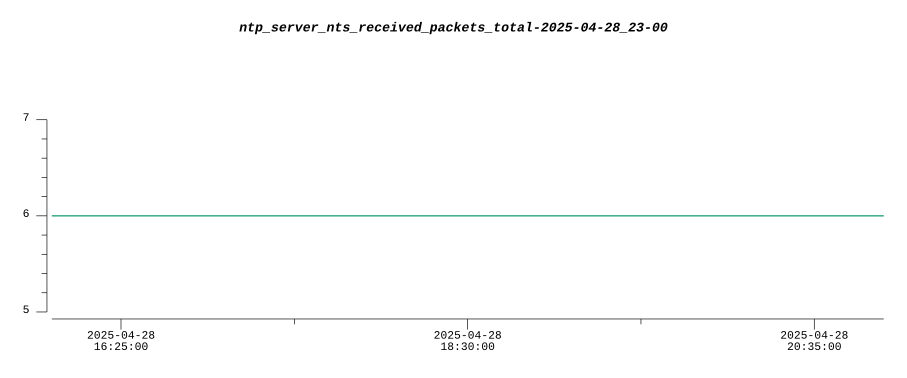 ntp_server_nts_received_packets_total-2025-04-28_23-00
7
6
5
2025-04-28 2025-04-28 2025-04-28
16:25:00 18:30:00 20:35:00